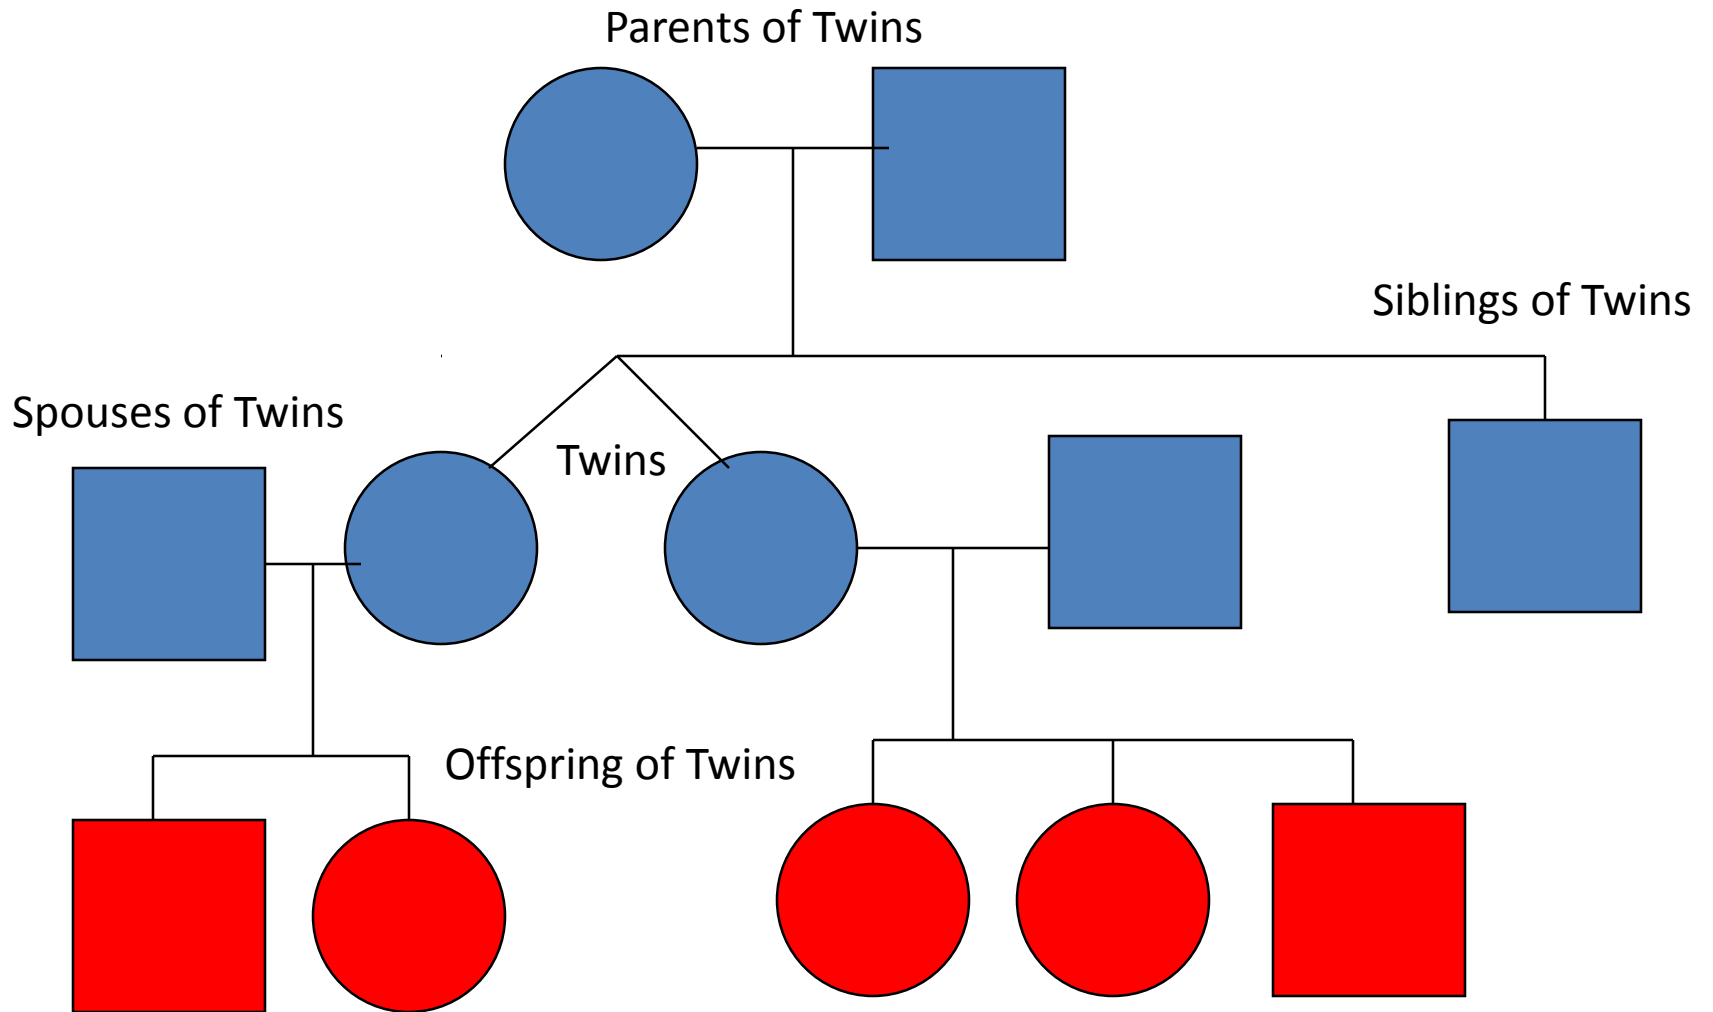 Parents of Twins
Siblings of Twins
Spouses of Twins
Twins
Offspring of Twins